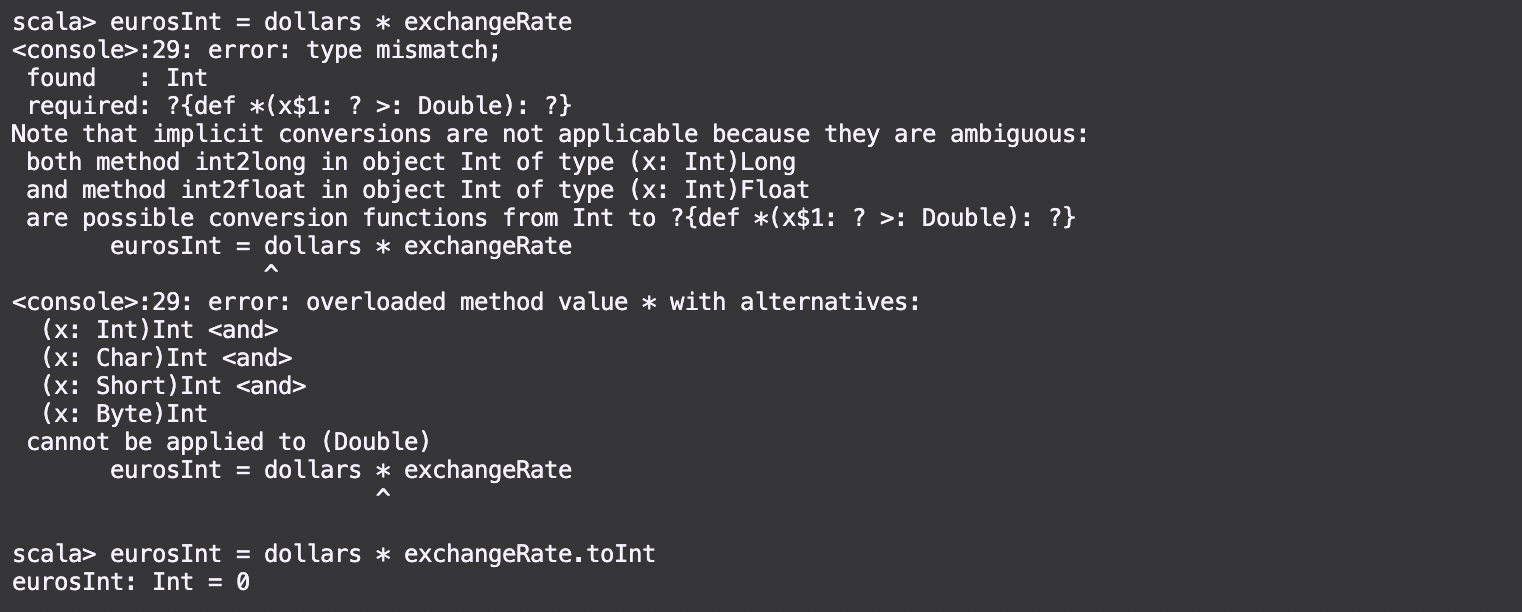 scala> eurosInt = dollars * exchangeRate
<console>:29: error: type mismatch;
 found   : Int
 required: ?{def *(x$1: ? >: Double): ?}
Note that implicit conversions are not applicable because they are ambiguous:
 both method int2long in object Int of type (x: Int)Long
 and method int2float in object Int of type (x: Int)Float
 are possible conversion functions from Int to ?{def *(x$1: ? >: Double): ?}
       eurosInt = dollars * exchangeRate
                  ^
<console>:29: error: overloaded method value * with alternatives:
  (x: Int)Int <and>
  (x: Char)Int <and>
  (x: Short)Int <and>
  (x: Byte)Int
 cannot be applied to (Double)
       eurosInt = dollars * exchangeRate
                          ^
scala> eurosInt = dollars * exchangeRate.toInt
eurosInt: Int = 0